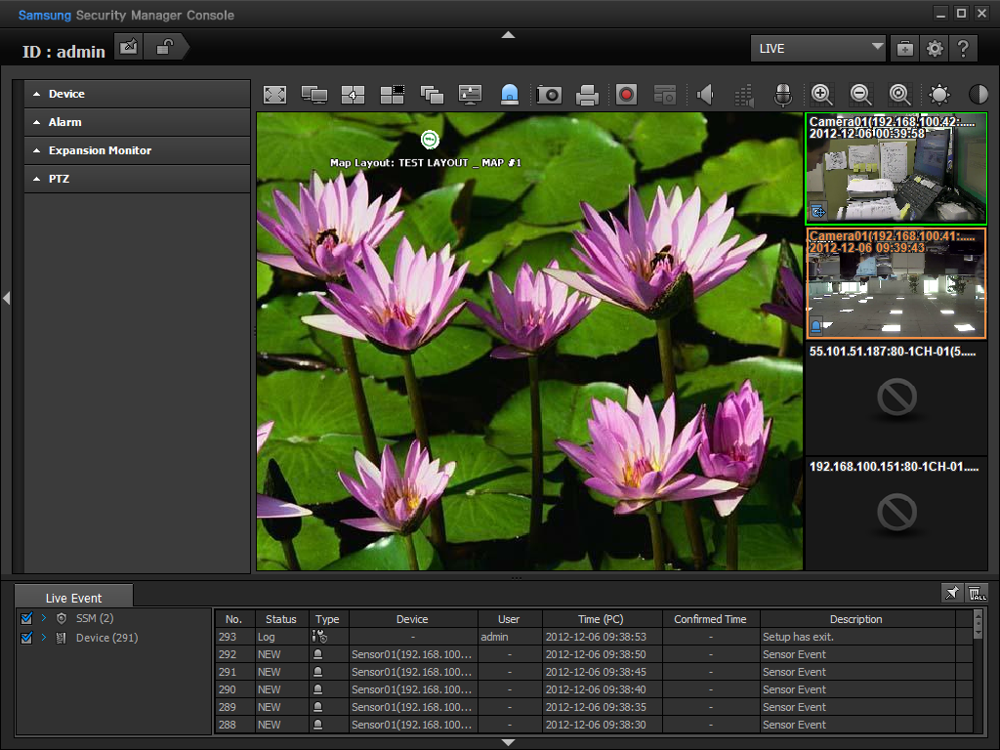 Samsung Security Manager Console
ID : admin
LIVE
?
Device
Alarm
Expansion Monitor
PTZ
4
Map Layout: TEST LAYOUT _ MAP #1
Camera01(192.168.100.42:.....
2012-12-06 00:39:58
Camera01(192.168.100.41:.....
2012-12-06 09:39:43
55.101.51.187:80-1CH-01(5.....
192.168.100.151:80-1CH-01.....
Live Event
ALL
SSM (2)
Device (291)
No. Status Type Device User Time (PC) Confirmed Time Description
293 Log - admin 2012-12-06 09:38:53 - Setup has exit.
292 NEW Sensor01(192.168.100... - 2012-12-06 09:38:50 - Sensor Event
291 NEW Sensor01(192.168.100... - 2012-12-06 09:38:45 - Sensor Event
290 NEW Sensor01(192.168.100... - 2012-12-06 09:38:40 - Sensor Event
289 NEW Sensor01(192.168.100... - 2012-12-06 09:38:35 - Sensor Event
288 NEW Sensor01(192.168.100... - 2012-12-06 09:38:30 - Sensor Event